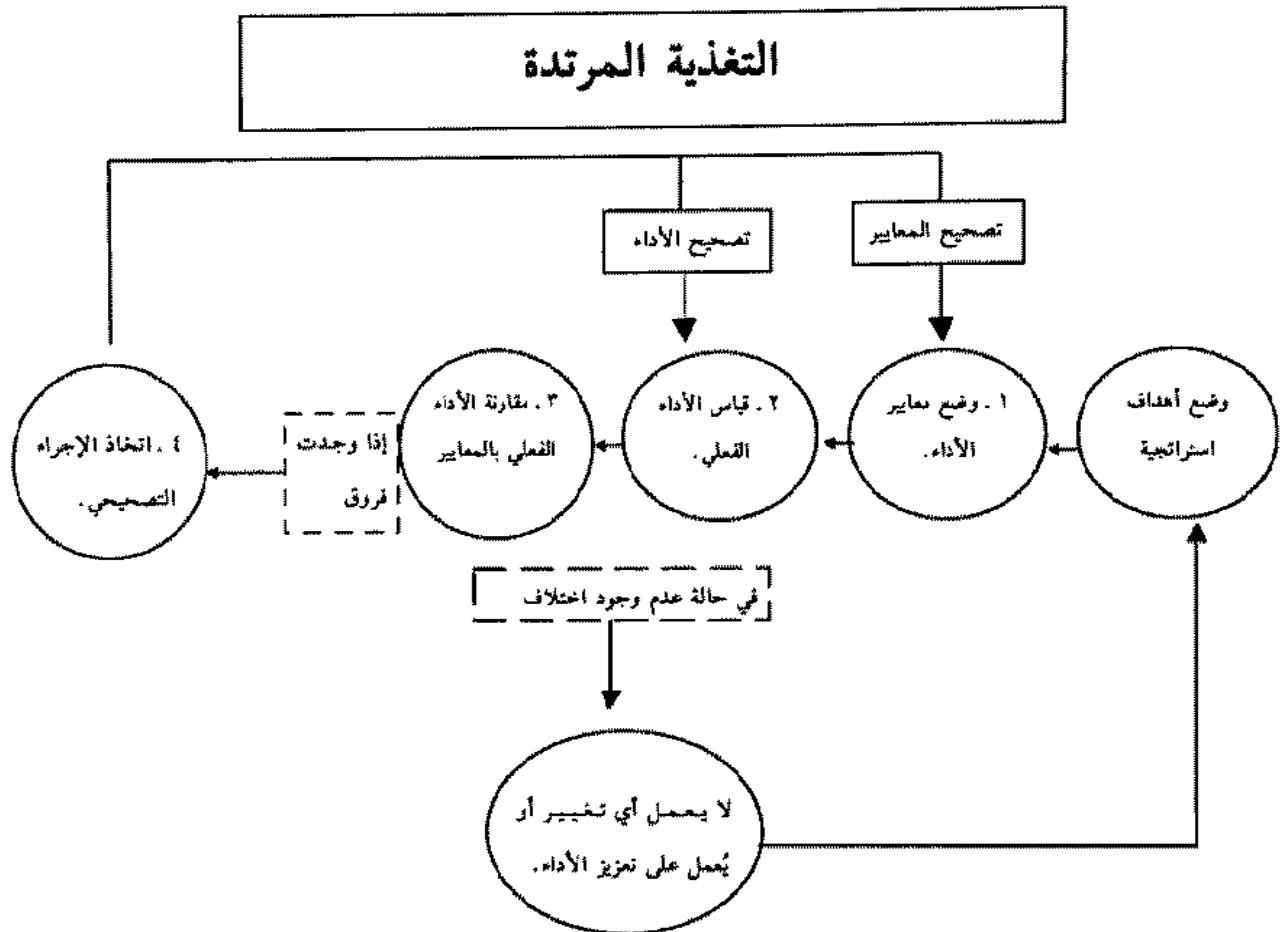 التغذية المرتدة
تصحيح المعايير
تصحيح الأداء
وضع أهداف
استراتجية
١ . وضع معايير
الأداء.
٢ . قياس الأداء
الفعلي.
٣ . مقارنة الأداء
الفعلي بالمعايير
إذا وجدت
فروق
٤ . اتخاذ الإجراء
التصحيحي.
في حالة عدم وجود اختلاف
لا يعمل أي تغيير أو
يُعمل على تعزيز الأداء.